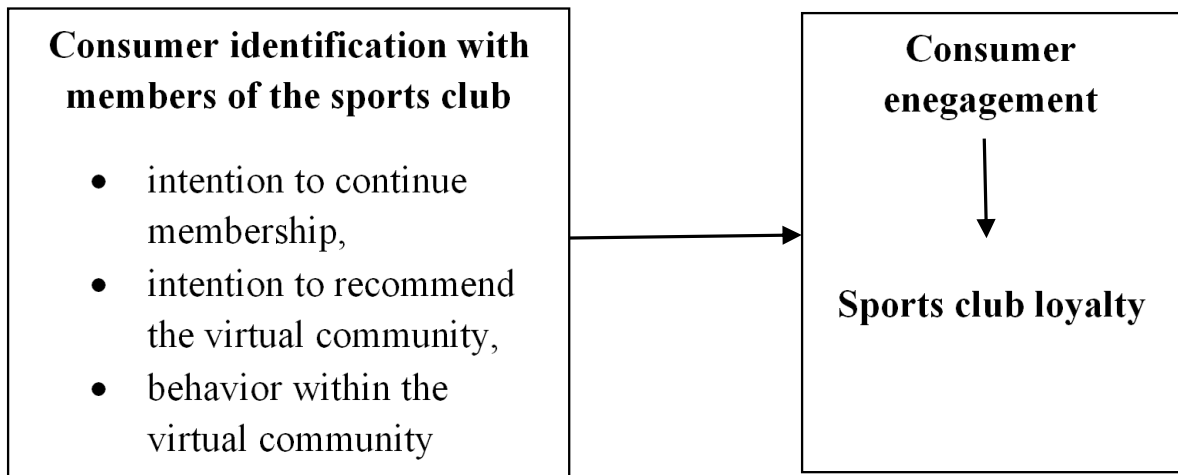 Consumer identification with
members of the sports club
• intention to continue
membership,
• intention to recommend
the virtual community,
• behavior within the
virtual community
Consumer
enegagement
Sports club loyalty